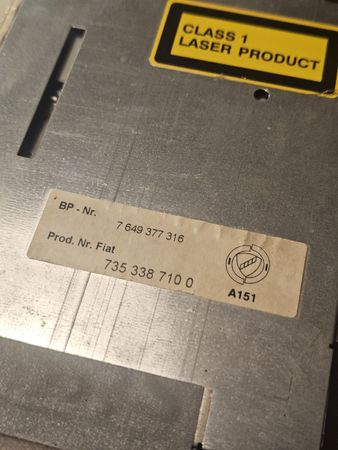 CLASS 1
LASER PRODUCT
BP - Nr. 7 649 377 316
Prod. Nr. Fiat
735 338 710 0
A151